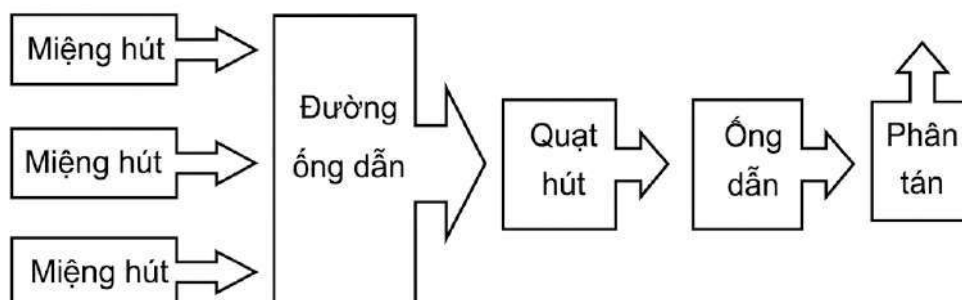 Miệng hút
Miệng hút
Miệng hút
Đường
ống dẫn
Quạt
hút
Ống
dẫn
Phân
tán